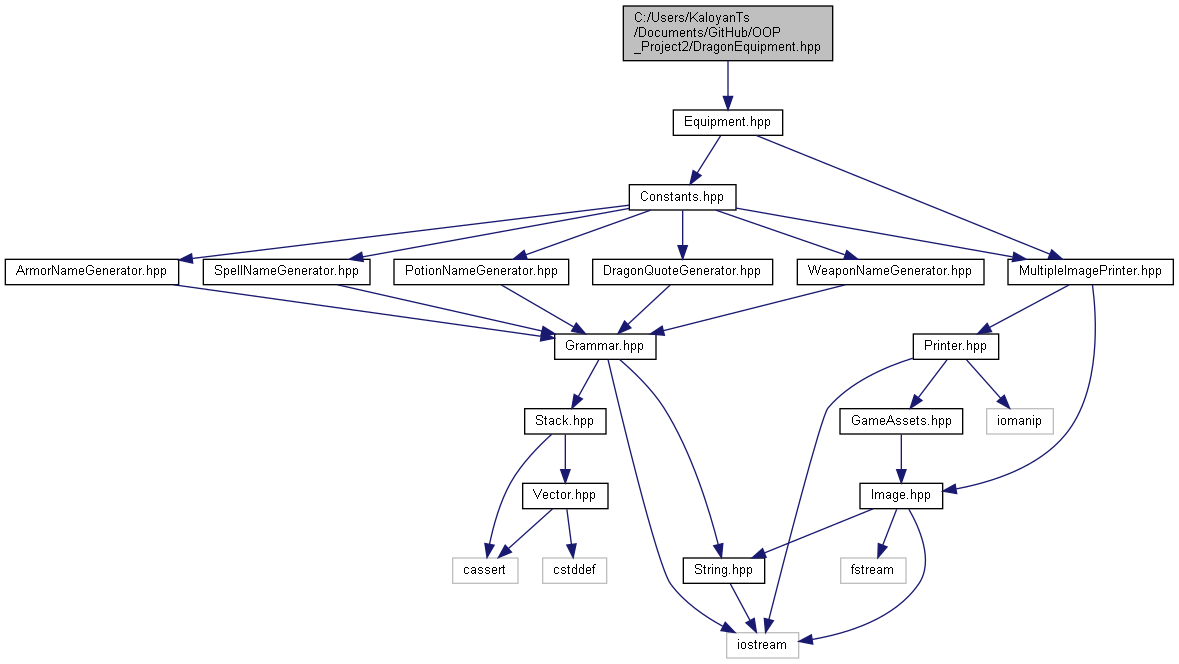 C:/Users/KaloyanTs
/Documents/GitHub/OOP
_Project2/DragonEquipment.hpp
Equipment.hpp
Constants.hpp
ArmorNameGenerator.hpp
SpellNameGenerator.hpp
PotionNameGenerator.hpp
DragonQuoteGenerator.hpp
WeaponNameGenerator.hpp
MultipleImagePrinter.hpp
Grammar.hpp
Printer.hpp
Stack.hpp
GameAssets.hpp
iomanip
Vector.hpp
Image.hpp
cassert
cstddef
String.hpp
fstream
iostream